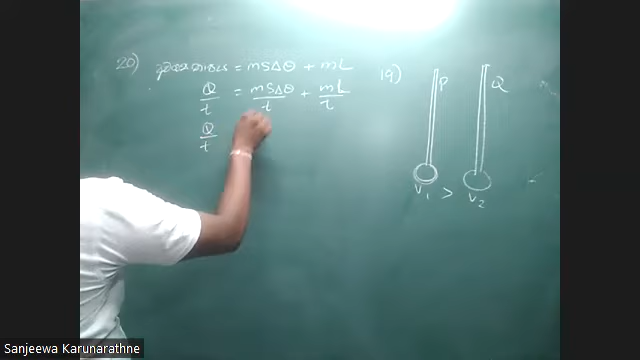 20) = mSΔθ + mL
Q/t = mSΔθ/t + mL/t
Q/t
19)
P Q
V₁ > V₂
Sanjeewa Karunarathne